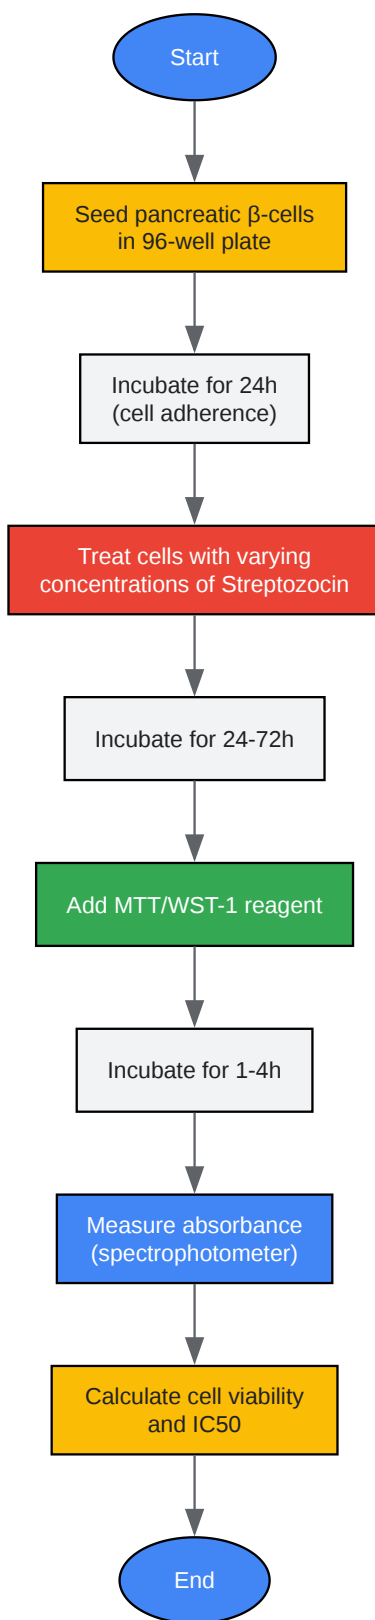 Start
Seed pancreatic β-cells
in 96-well plate
Incubate for 24h
(cell adherence)
Treat cells with varying
concentrations of Streptozocin
Incubate for 24-72h
Add MTT/WST-1 reagent
Incubate for 1-4h
Measure absorbance
(spectrophotometer)
Calculate cell viability
and IC50
End